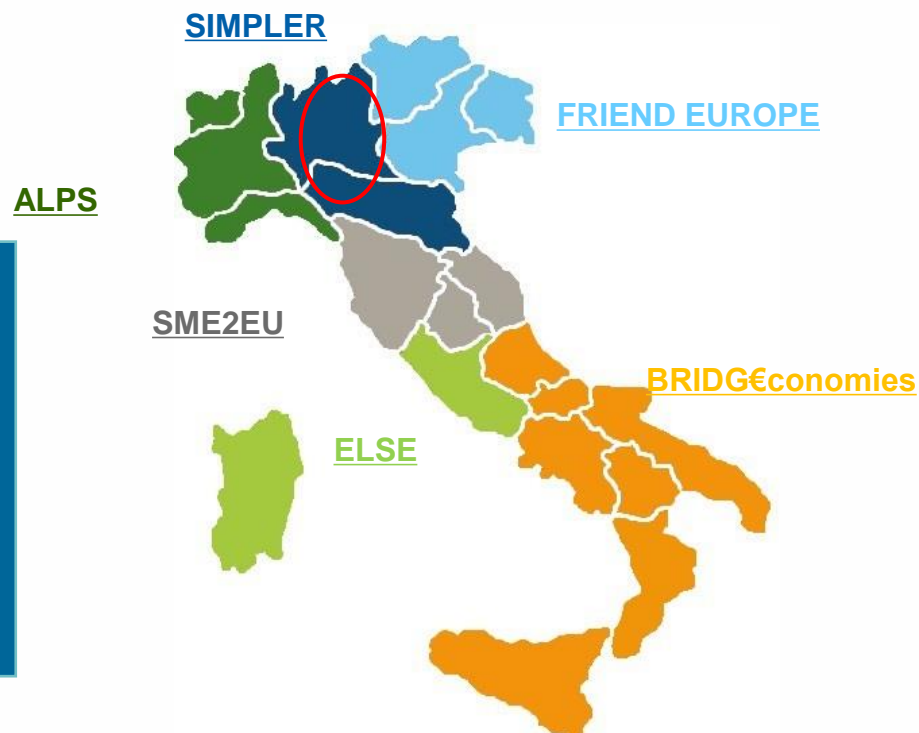 SIMPLER
FRIEND EUROPE
ALPS
SME2EU
BRIDG€conomies
ELSE